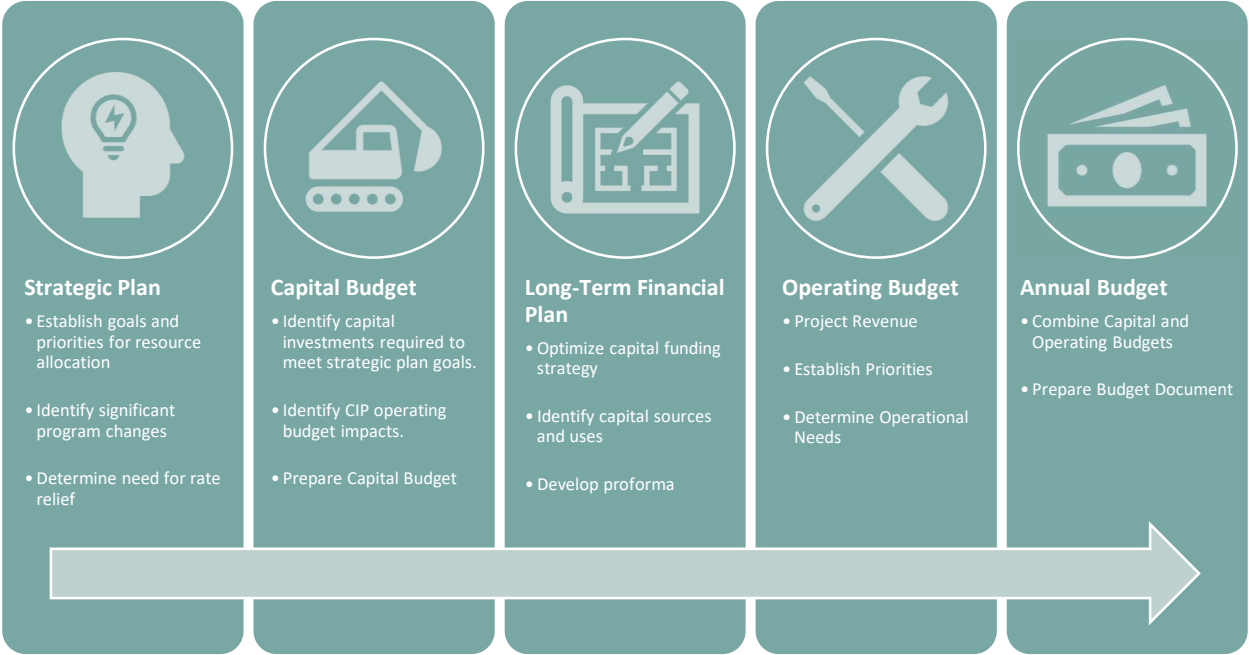 Strategic Plan
• Establish goals and
priorities for resource
allocation
• Identify significant
program changes
• Determine need for rate
relief
Capital Budget
• Identify capital
investments required to
meet strategic plan goals.
• Identify CIP operating
budget impacts.
• Prepare Capital Budget
Long-Term Financial
Plan
• Optimize capital funding
strategy
• Identify capital sources
and uses
• Develop proforma
Operating Budget
• Project Revenue
• Establish Priorities
• Determine Operational
Needs
Annual Budget
• Combine Capital and
Operating Budgets
• Prepare Budget Document